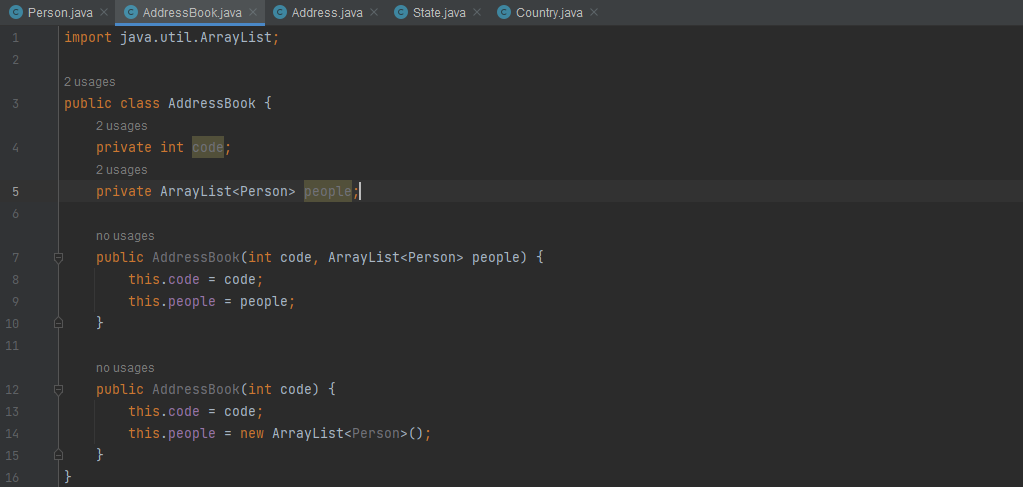 Person.java AddressBook.java Address.java State.java Country.java
1 import java.util.ArrayList;
2
2 usages
3 public class AddressBook {
2 usages
4 private int code;
2 usages
5 private ArrayList<Person> people;
6
no usages
7 public AddressBook(int code, ArrayList<Person> people) {
8 this.code = code;
9 this.people = people;
10 }
11
no usages
12 public AddressBook(int code) {
13 this.code = code;
14 this.people = new ArrayList<Person>();
15 }
16 }